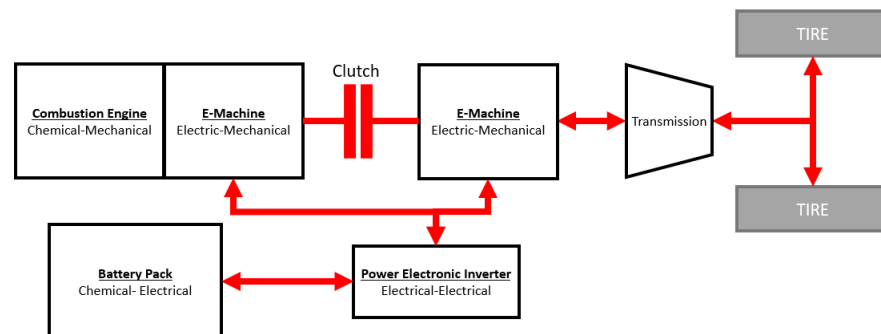 TIRE
Clutch
Combustion Engine
Chemical-Mechanical
E-Machine
Electric-Mechanical
E-Machine
Electric-Mechanical
Transmission
TIRE
Battery Pack
Chemical- Electrical
Power Electronic Inverter
Electrical-Electrical